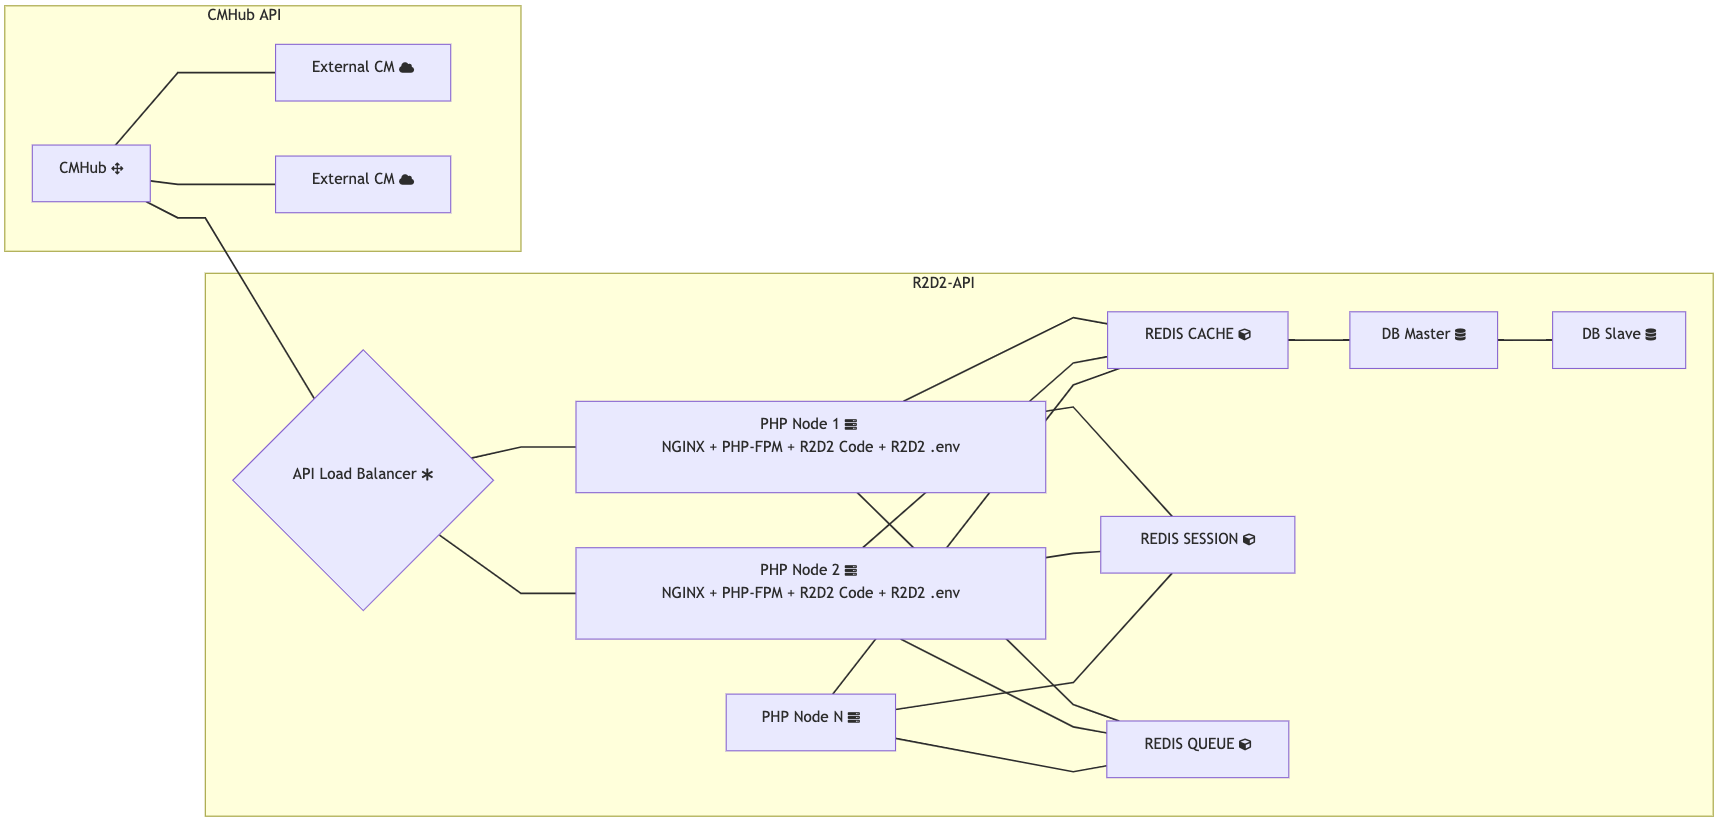 CMHub API
External CM
CMHub
External CM
R2D2-API
REDIS CACHE
DB Master
DB Slave
PHP Node 1
NGINX + PHP-FPM + R2D2 Code + R2D2 .env
API Load Balancer
REDIS SESSION
PHP Node 2
NGINX + PHP-FPM + R2D2 Code + R2D2 .env
PHP Node N
REDIS QUEUE